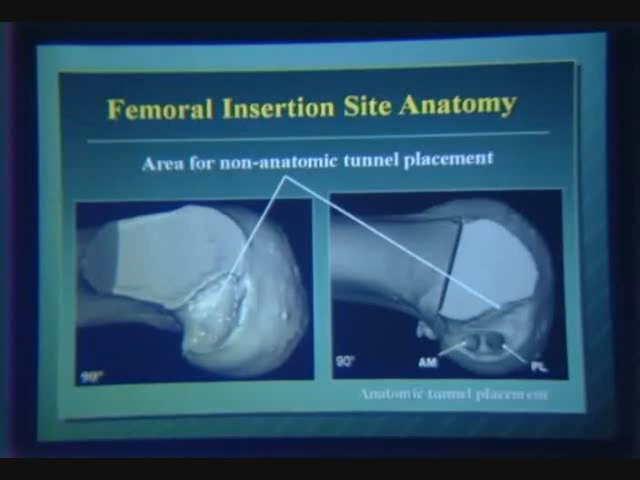 Femoral Insertion Site Anatomy
Area for non-anatomic tunnel placement
90°
90°
AM
PL
Anatomic tunnel placement